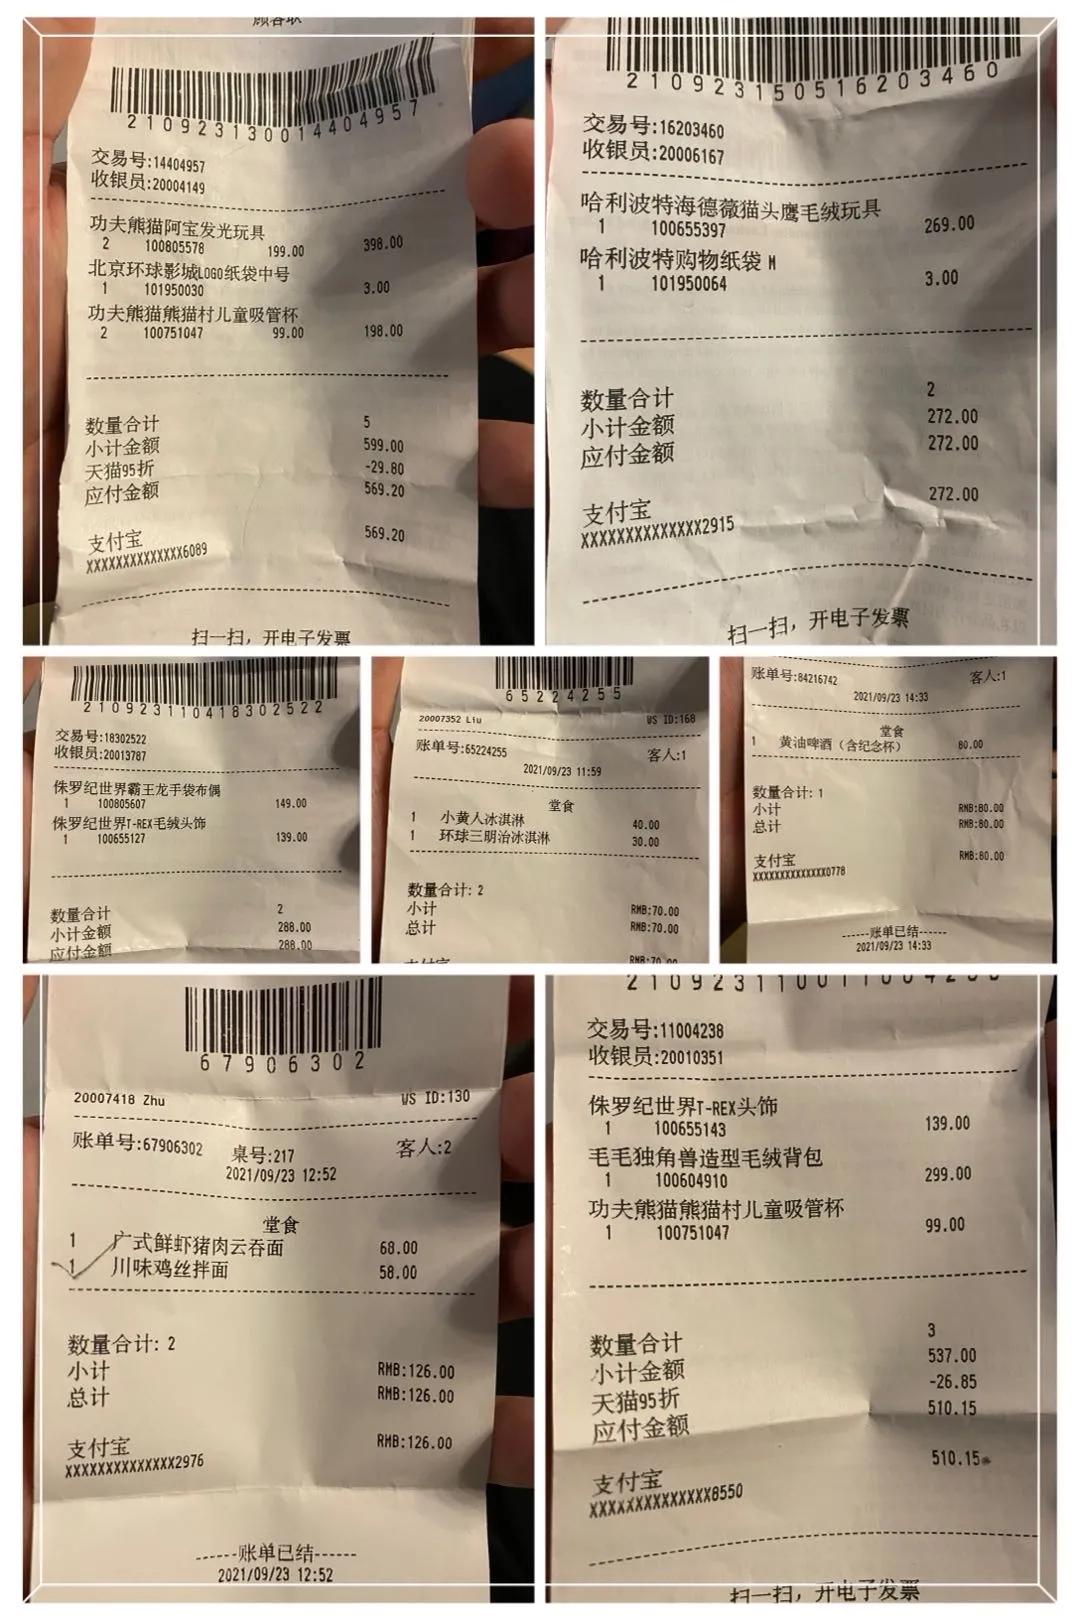 顾客联
210923130014404957
交易号:14404957
收银员:20004149
功夫熊猫阿宝发光玩具
2 100805578 199.00 398.00
北京环球影城LOGO纸袋中号
1 101950030 3.00
功夫熊猫熊猫村儿童吸管杯
2 100751047 99.00 198.00
数量合计 5
小计金额 599.00
天猫95折 -29.80
应付金额 569.20
支付宝 569.20
XXXXXXXXXXXXXX6089
扫一扫，开电子发票
210923150516203460
交易号:16203460
收银员:20006167
哈利波特海德薇猫头鹰毛绒玩具
1 100655397 269.00
哈利波特购物纸袋 M
1 101950064 3.00
数量合计 2
小计金额 272.00
应付金额 272.00
支付宝 272.00
XXXXXXXXXXXXXX2915
扫一扫，开电子发票
210923110418302522
交易号:18302522
收银员:20013787
侏罗纪世界霸王龙手袋布偶
1 100805607 149.00
侏罗纪世界T-REX毛绒头饰
1 100655127 139.00
数量合计 2
小计金额 288.00
应付金额 288.00
65224255
20007352 Liu WS ID:168
账单号:65224255 客人:1
2021/09/23 11:59
堂食
1 小黄人冰淇淋 40.00
1 环球三明治冰淇淋 30.00
数量合计: 2
小计 RMB:70.00
总计 RMB:70.00
支付宝 RMB:70.00
账单号:84216742 客人:1
2021/09/23 14:33
堂食
1 黄油啤酒（含纪念杯） 80.00
数量合计: 1
小计 RMB:80.00
总计 RMB:80.00
支付宝 RMB:80.00
XXXXXXXXXXXXXX0778
------账单已结------
2021/09/23 14:33
67906302
20007418 Zhu WS ID:130
账单号:67906302 桌号:217 客人:2
2021/09/23 12:52
堂食
1 广式鲜虾猪肉云吞面 68.00
1 川味鸡丝拌面 58.00
数量合计: 2
小计 RMB:126.00
总计 RMB:126.00
支付宝 RMB:126.00
XXXXXXXXXXXXXX2976
------账单已结------
2021/09/23 12:52
210923110011004238
交易号:11004238
收银员:20010351
侏罗纪世界T-REX头饰
1 100655143 139.00
毛毛独角兽造型毛绒背包
1 100604910 299.00
功夫熊猫熊猫村儿童吸管杯
1 100751047 99.00
数量合计 3
小计金额 537.00
天猫95折 -26.85
应付金额 510.15
支付宝 510.15
XXXXXXXXXXXXXX8550
扫一扫，开电子发票